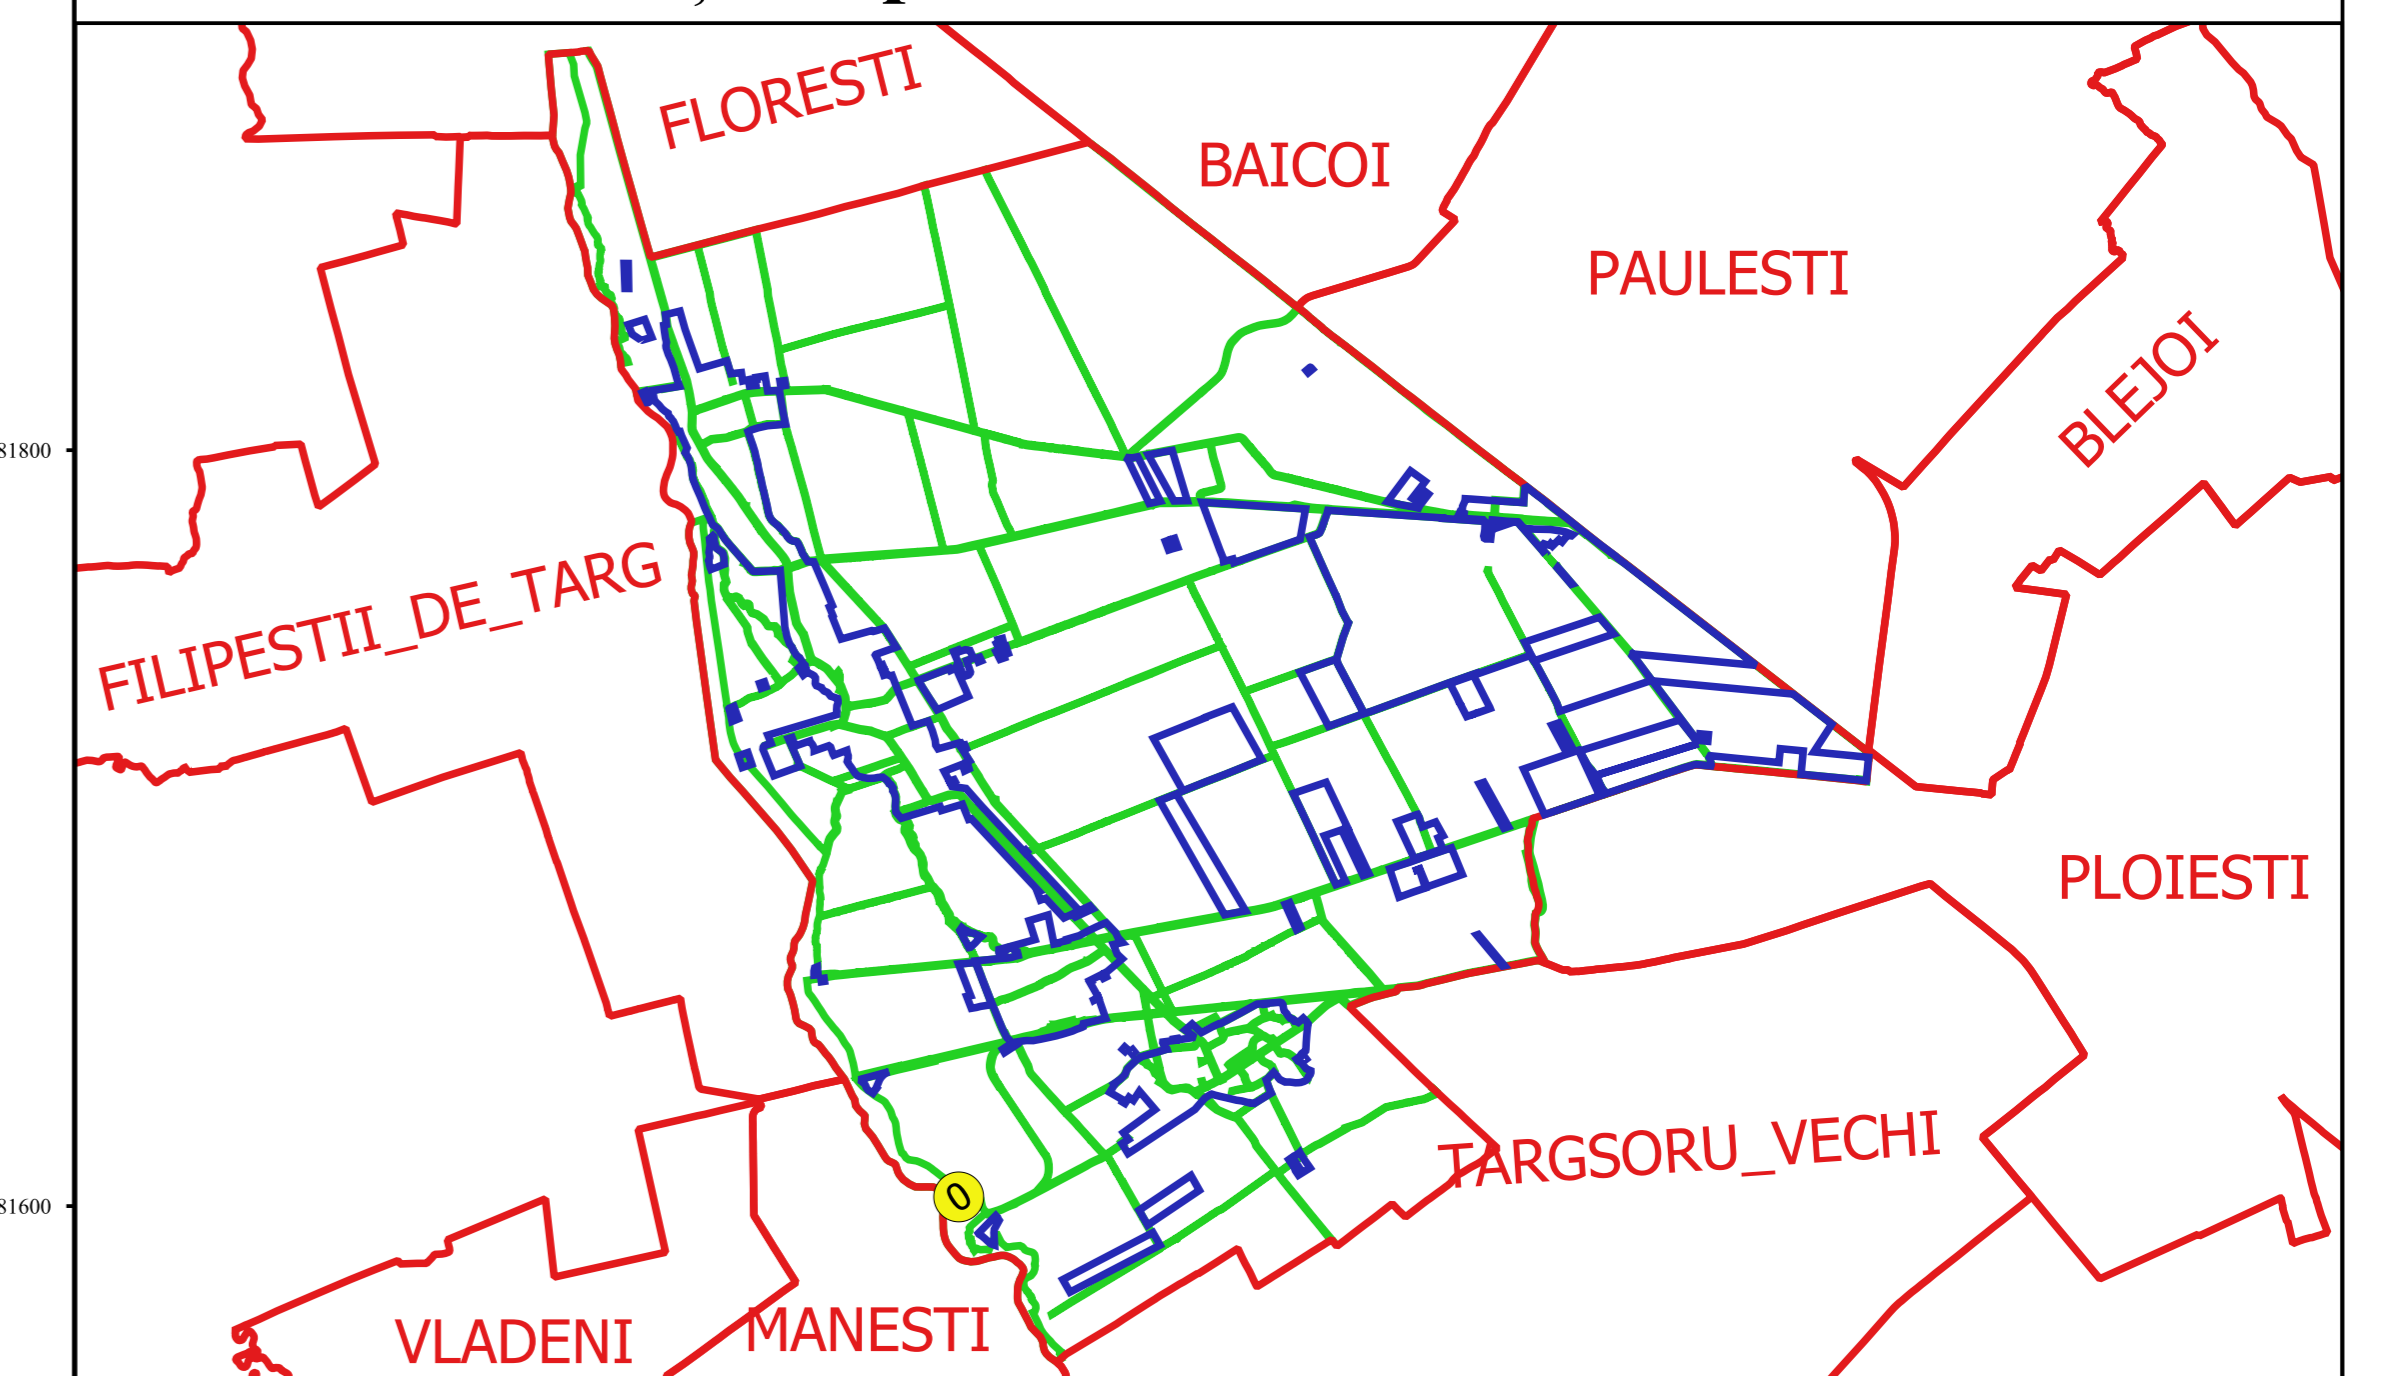 FLORESTI
BAICOI
PAULESTI
BLEJOI
81800
FILIPESTII_DE_TARG
PLOIESTI
TARGSORU_VECHI
0
81600
VLADENI
MANESTI